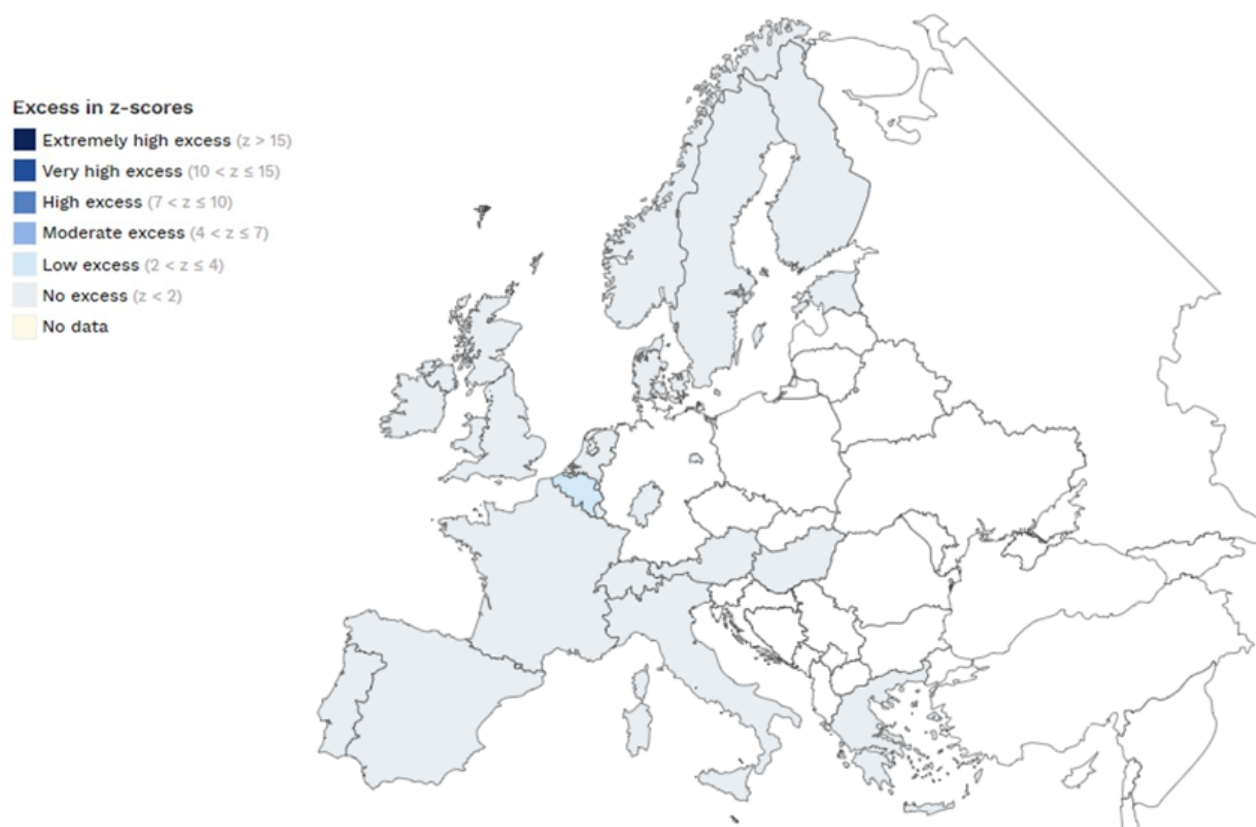 Excess in z-scores
Extremely high excess (z > 15)
Very high excess (10 < z ≤ 15)
High excess (7 < z ≤ 10)
Moderate excess (4 < z ≤ 7)
Low excess (2 < z ≤ 4)
No excess (z < 2)
No data